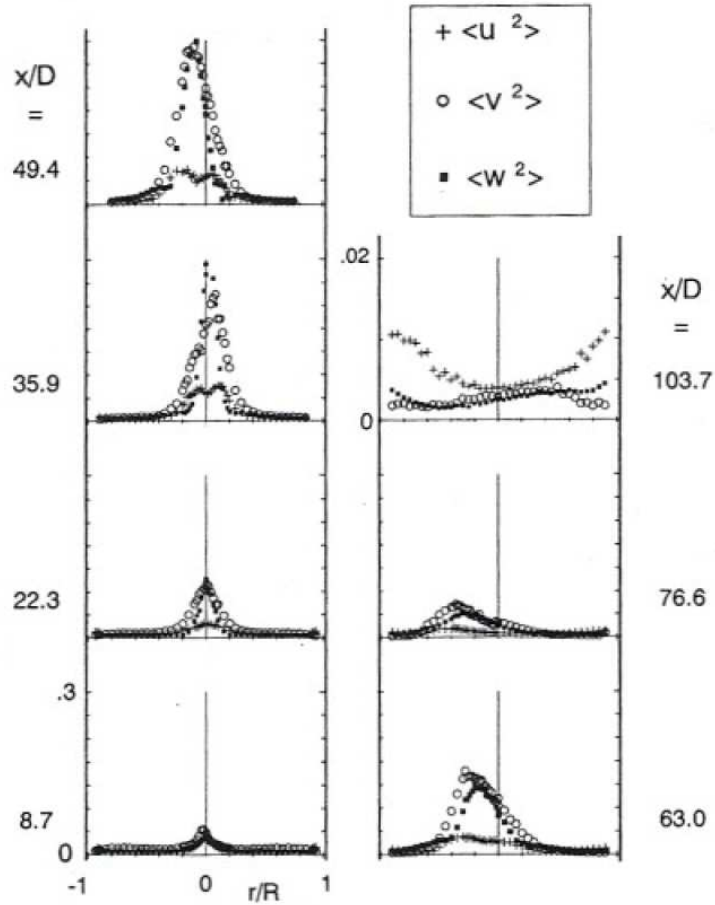 x/D
=
49.4
35.9
22.3
8.7
.3
0
-1
0
r/R
1
+ <u ²>
○ <v ²>
■ <w ²>
.02
0
x/D
=
103.7
76.6
63.0